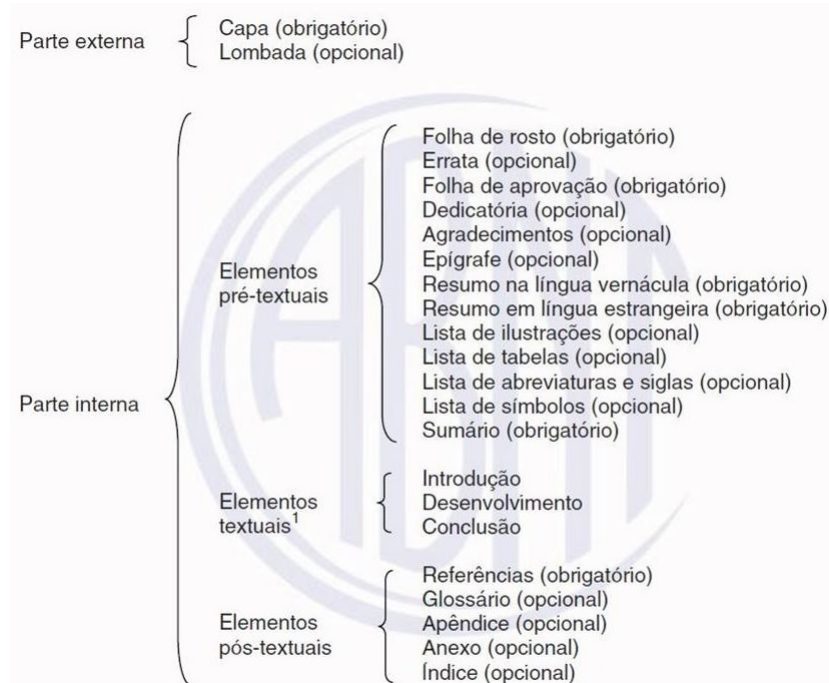 Parte externa
Capa (obrigatório)
Lombada (opcional)
Parte interna
Elementos
pré-textuais
Folha de rosto (obrigatório)
Errata (opcional)
Folha de aprovação (obrigatório)
Dedicatória (opcional)
Agradecimentos (opcional)
Epígrafe (opcional)
Resumo na língua vernácula (obrigatório)
Resumo em língua estrangeira (obrigatório)
Lista de ilustrações (opcional)
Lista de tabelas (opcional)
Lista de abreviaturas e siglas (opcional)
Lista de símbolos (opcional)
Sumário (obrigatório)
Elementos
textuais¹
Introdução
Desenvolvimento
Conclusão
Elementos
pós-textuais
Referências (obrigatório)
Glossário (opcional)
Apêndice (opcional)
Anexo (opcional)
Índice (opcional)
ABNT